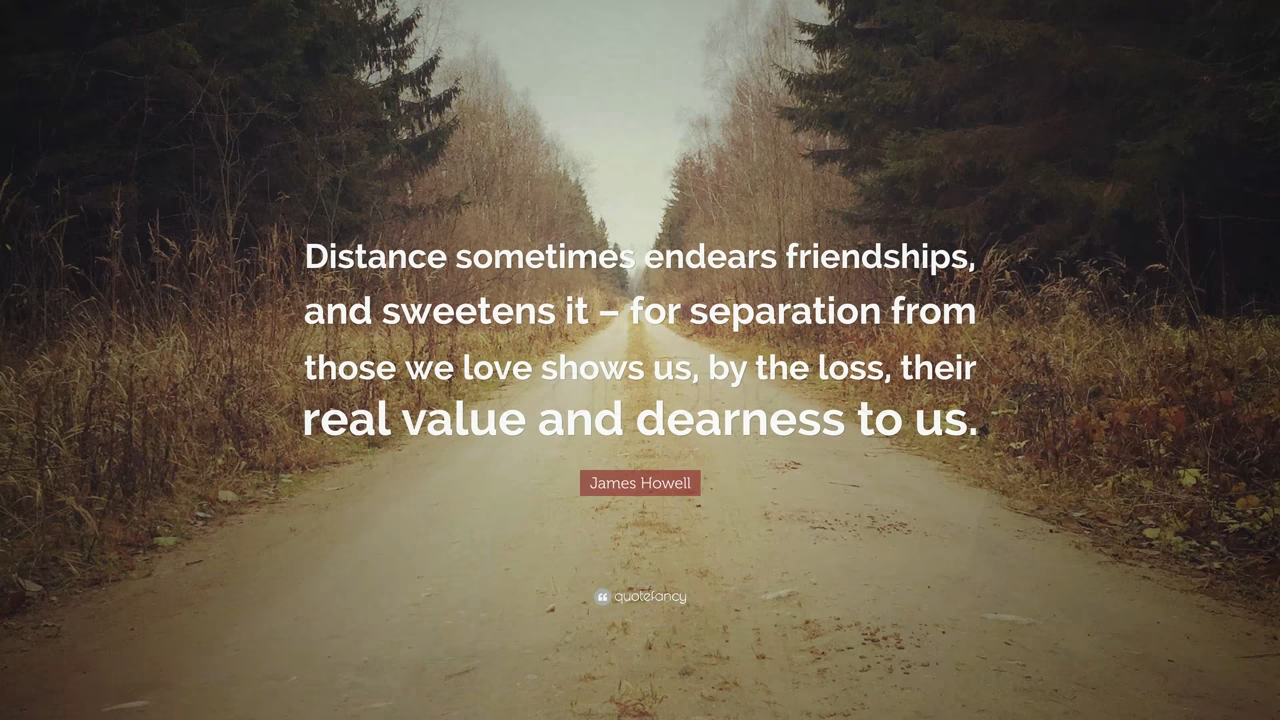 Distance sometimes endears friendships,
and sweetens it – for separation from
those we love shows us, by the loss, their
real value and dearness to us.
James Howell
quotefancy